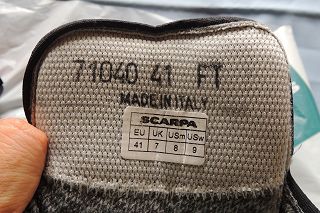 71040 41 FT
MADE IN ITALY
SCARPA
EU UK USm USw
41 7 8 9